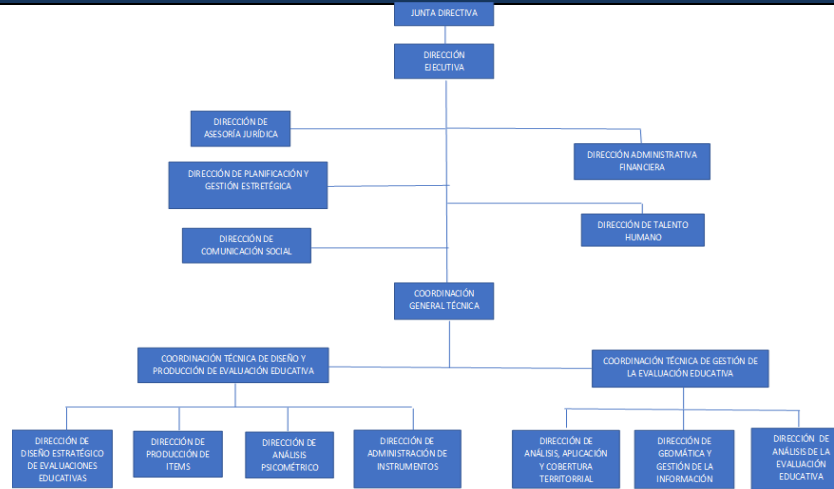 JUNTA DIRECTIVA
DIRECCIÓN
EJECUTIVA
DIRECCIÓN DE
ASESORÍA JURÍDICA
DIRECCIÓN ADMINISTRATIVA
FINANCIERA
DIRECCIÓN DE PLANIFICACIÓN Y
GESTIÓN ESTRETÉGICA
DIRECCIÓN DE TALENTO
HUMANO
DIRECCIÓN DE
COMUNICACIÓN SOCIAL
COORDINACIÓN
GENERAL TÉCNICA
COORDINACIÓN TÉCNICA DE DISEÑO Y
PRODUCCIÓN DE EVALUACIÓN EDUCATIVA
COORDINACIÓN TÉCNICA DE GESTIÓN DE
LA EVALUACIÓN EDUCATIVA
DIRECCIÓN DE
DISEÑO ESTRATÉGICO
DE EVALUACIONES
EDUCATIVAS
DIRECCIÓN DE
PRODUCCIÓN DE
ITEMS
DIRECCIÓN DE
ANÁLISIS
PSICOMÉTRICO
DIRECCIÓN DE
ADMINISTRACIÓN DE
INSTRUMENTOS
DIRECCIÓN DE
ANÁLISIS, APLICACIÓN
Y COBERTURA
TERRITORRIAL
DIRECCIÓN DE
GEOMÁTICA Y
GESTIÓN DE LA
INFORMACIÓN
DIRECCIÓN DE
ANÁLISIS DE LA
EVALUACIÓN
EDUCATIVA